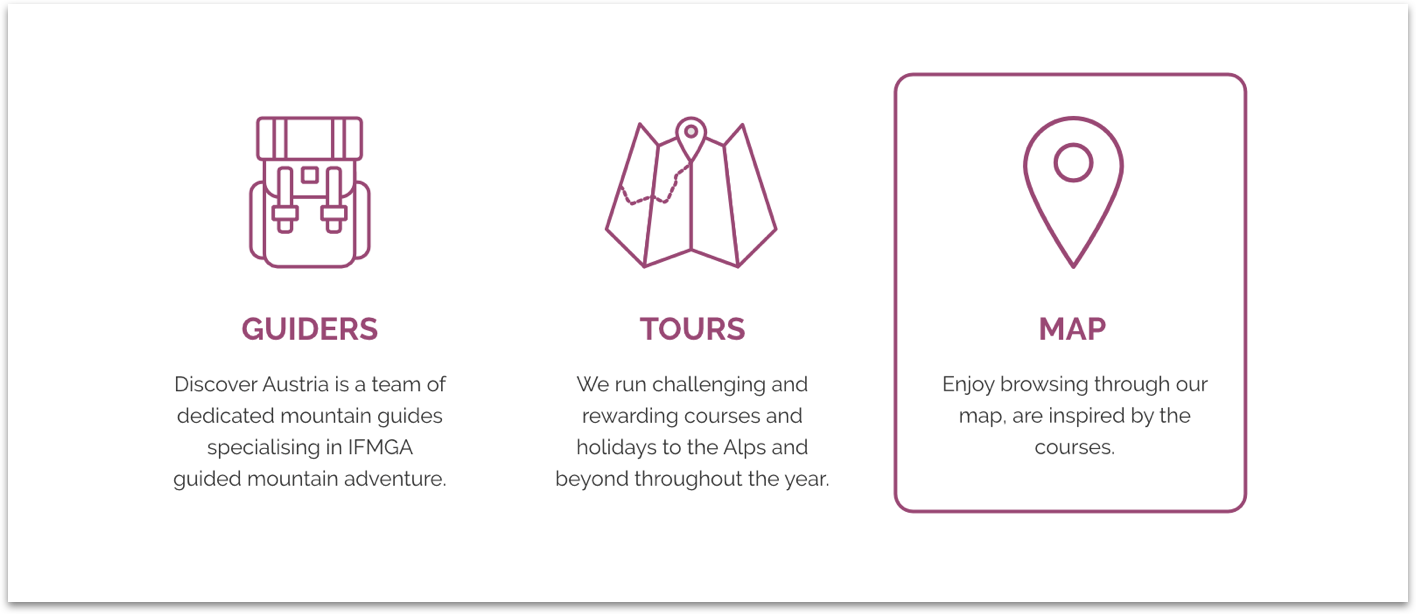 GUIDERS
Discover Austria is a team of
dedicated mountain guides
specialising in IFMGA
guided mountain adventure.
TOURS
We run challenging and
rewarding courses and
holidays to the Alps and
beyond throughout the year.
MAP
Enjoy browsing through our
map, are inspired by the
courses.